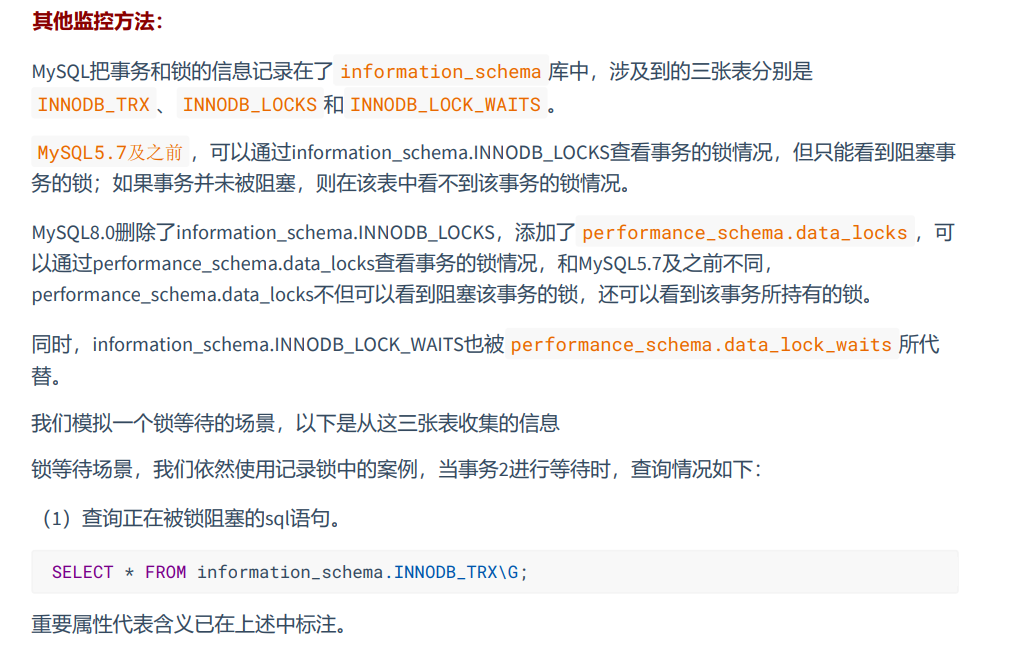 其他监控方法：
MySQL把事务和锁的信息记录在了 information_schema 库中，涉及到的三张表分别是
INNODB_TRX 、 INNODB_LOCKS 和 INNODB_LOCK_WAITS 。
MySQL5.7及之前 ，可以通过information_schema.INNODB_LOCKS查看事务的锁情况，但只能看到阻塞事
务的锁；如果事务并未被阻塞，则在该表中看不到该事务的锁情况。
MySQL8.0删除了information_schema.INNODB_LOCKS，添加了 performance_schema.data_locks ，可
以通过performance_schema.data_locks查看事务的锁情况，和MySQL5.7及之前不同，
performance_schema.data_locks不但可以看到阻塞该事务的锁，还可以看到该事务所持有的锁。
同时，information_schema.INNODB_LOCK_WAITS也被 performance_schema.data_lock_waits 所代
替。
我们模拟一个锁等待的场景，以下是从这三张表收集的信息
锁等待场景，我们依然使用记录锁中的案例，当事务2进行等待时，查询情况如下：
（1）查询正在被锁阻塞的sql语句。
SELECT * FROM information_schema.INNODB_TRX\G;
重要属性代表含义已在上述中标注。